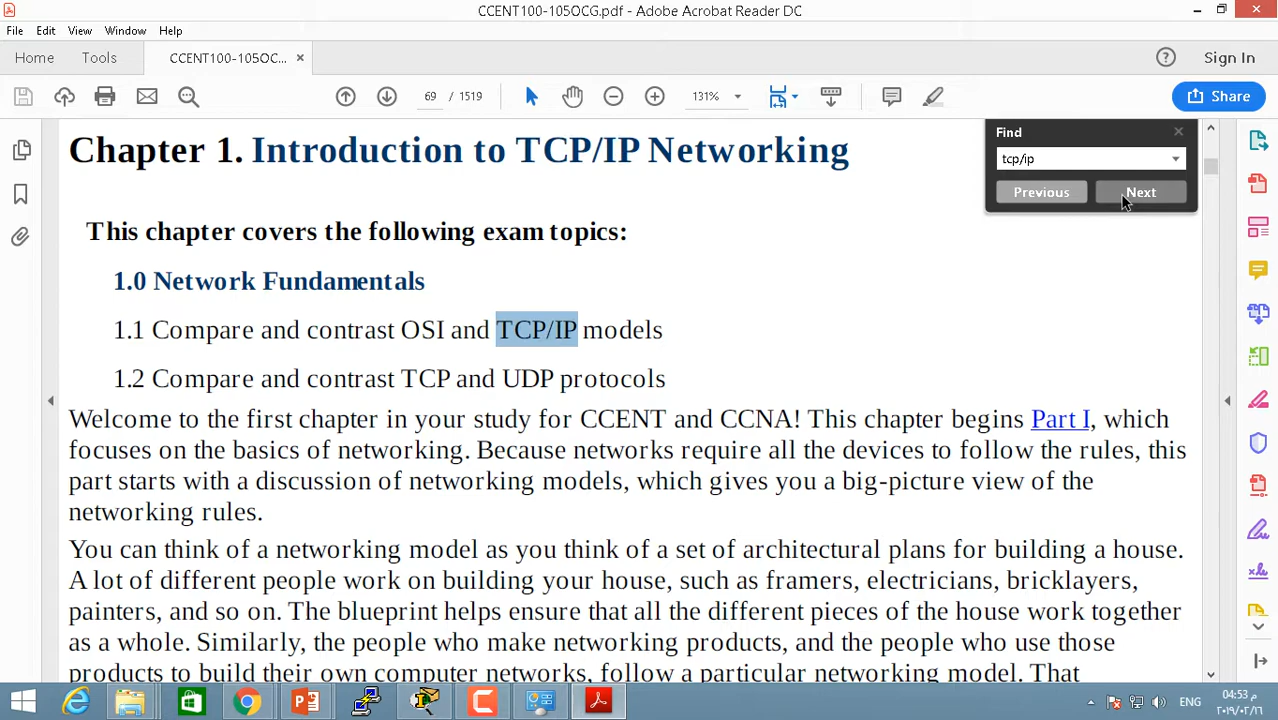 CCENT100-105OCG.pdf - Adobe Acrobat Reader DC
File Edit View Window Help
Home Tools CCENT100-105OC... × Sign In
69 / 1519 131% Share
Find
tcp/ip
Previous Next
Chapter 1. Introduction to TCP/IP Networking
This chapter covers the following exam topics:
1.0 Network Fundamentals
1.1 Compare and contrast OSI and TCP/IP models
1.2 Compare and contrast TCP and UDP protocols
Welcome to the first chapter in your study for CCENT and CCNA! This chapter begins Part I, which
focuses on the basics of networking. Because networks require all the devices to follow the rules, this
part starts with a discussion of networking models, which gives you a big-picture view of the
networking rules.
You can think of a networking model as you think of a set of architectural plans for building a house.
A lot of different people work on building your house, such as framers, electricians, bricklayers,
painters, and so on. The blueprint helps ensure that all the different pieces of the house work together
as a whole. Similarly, the people who make networking products, and the people who use those
products to build their own computer networks, follow a particular networking model. That
ENG 04:53 م
٢٠١٩/٠٢/١٦